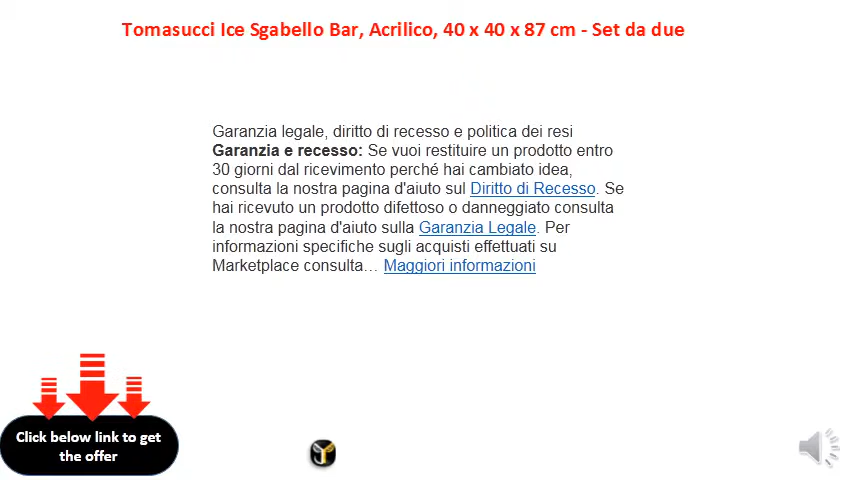 Tomasucci Ice Sgabello Bar, Acrilico, 40 x 40 x 87 cm - Set da due
Garanzia legale, diritto di recesso e politica dei resi
Garanzia e recesso: Se vuoi restituire un prodotto entro
30 giorni dal ricevimento perché hai cambiato idea,
consulta la nostra pagina d'aiuto sul Diritto di Recesso. Se
hai ricevuto un prodotto difettoso o danneggiato consulta
la nostra pagina d'aiuto sulla Garanzia Legale. Per
informazioni specifiche sugli acquisti effettuati su
Marketplace consulta… Maggiori informazioni
Click below link to get
the offer